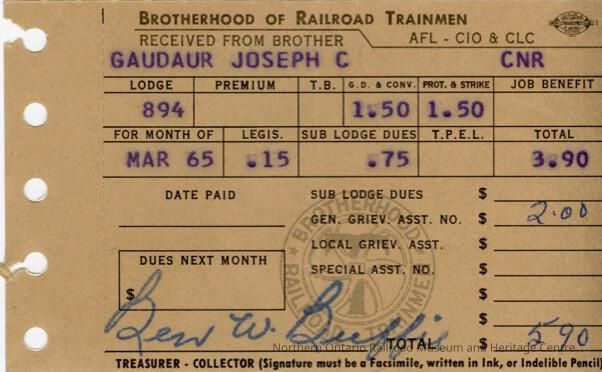 BROTHERHOOD OF RAILROAD TRAINMEN
RECEIVED FROM BROTHER AFL - CIO & CLC
GAUDAUR JOSEPH C CNR
LODGE PREMIUM T.B. G.D. & CONV. PROT. & STRIKE JOB BENEFIT
894 1.50 1.50
FOR MONTH OF LEGIS. SUB LODGE DUES T.P.E.L. TOTAL
MAR 65 .15 .75 3.90
DATE PAID SUB LODGE DUES $
GEN. GRIEV. ASST. NO. $ 2.00
LOCAL GRIEV. ASST. $
DUES NEXT MONTH SPECIAL ASST. NO. $
$ $
Ben W. $
BROTHERHOOD RAILROAD TRAINMEN
TOTAL $ 5.90
Northern Ontario Railroad Museum and Heritage Centre
TREASURER - COLLECTOR (Signature must be a Facsimile, written in Ink, or Indelible Pencil)